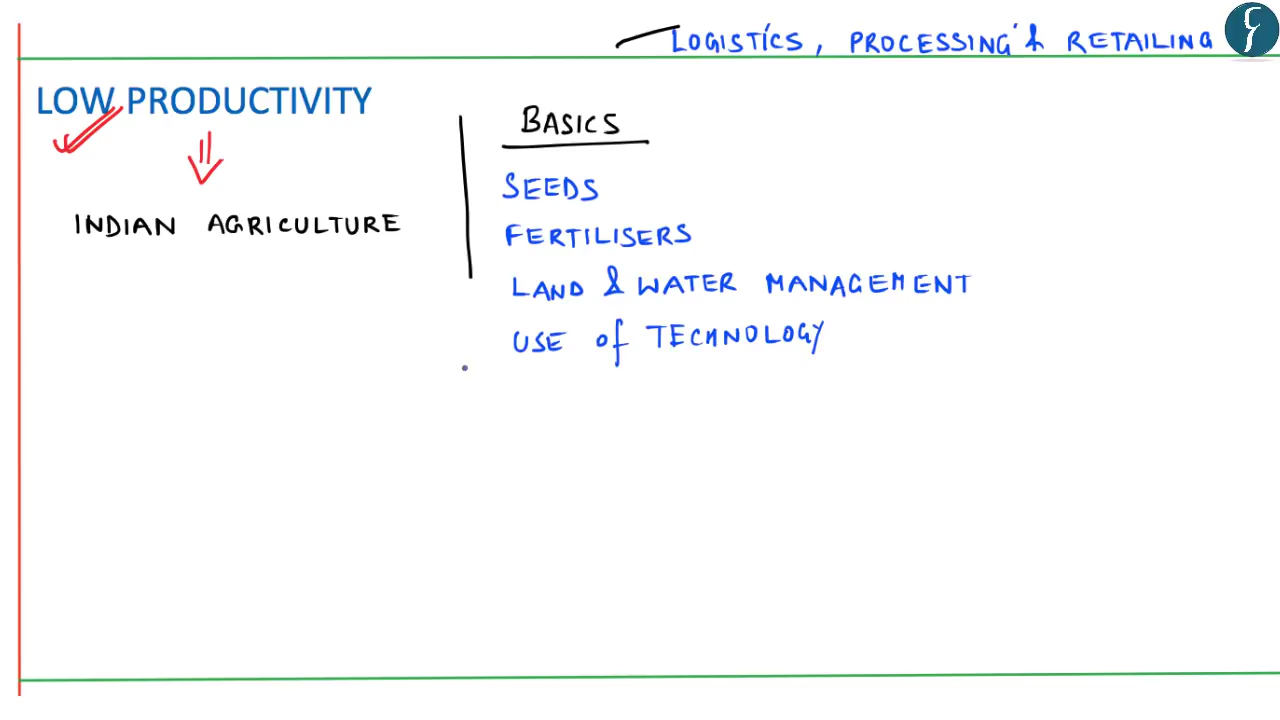 LOGISTICS, PROCESSING & RETAILING
LOW PRODUCTIVITY
INDIAN AGRICULTURE
BASICS
SEEDS
FERTILISERS
LAND & WATER MANAGEMENT
USE of TECHNOLOGY